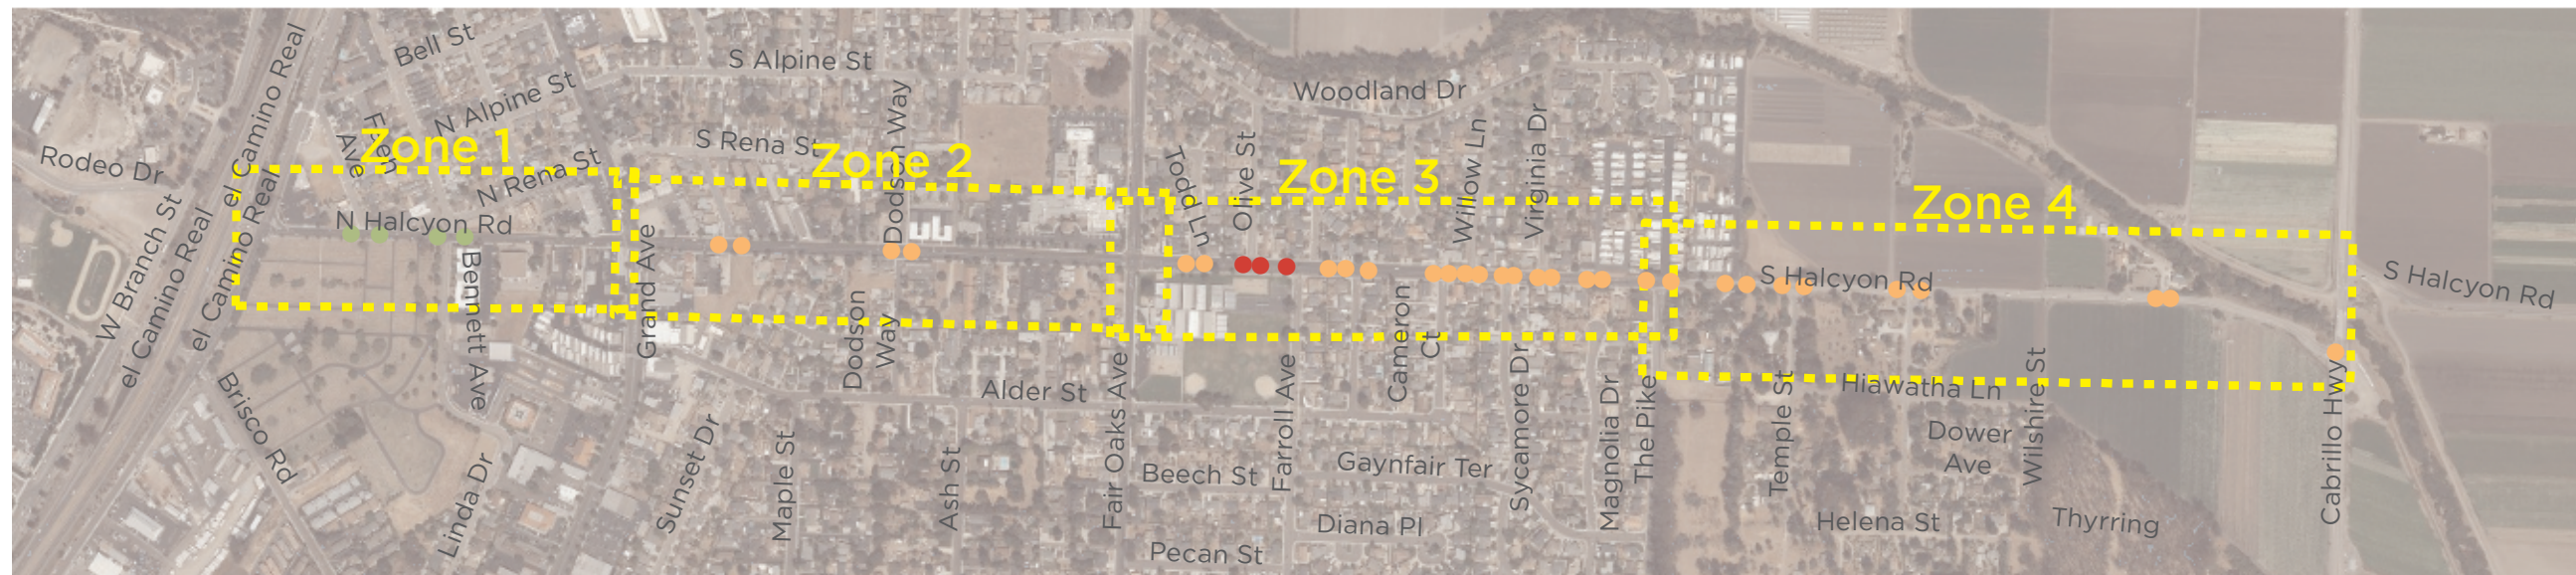 el Camino Real
Bell St
S Alpine St
Woodland Dr
N Alpine St
Dodson Way
Virginia Dr
Willow Ln
Olive St
Zone 1
Ave
S Rena St
Zone 2
Todd Ln
Zone 3
Rodeo Dr
N Rena St
Zone 4
W Branch St
el Camino Real
el Camino Real
N Halcyon Rd
Grand Ave
Bennett Ave
S Halcyon Rd
S Halcyon Rd
Dodson
Way
Cameron
Ct
Alder St
Fair Oaks Ave
Farroll Ave
Sycamore Dr
Magnolia Dr
The Pike
Temple St
Hiawatha Ln
Wilshire St
Cabrillo Hwy
Brisco Rd
Linda Dr
Sunset Dr
Maple St
Ash St
Beech St
Gaynfair Ter
Dower
Ave
Diana Pl
Helena St
Thyrring
Pecan St